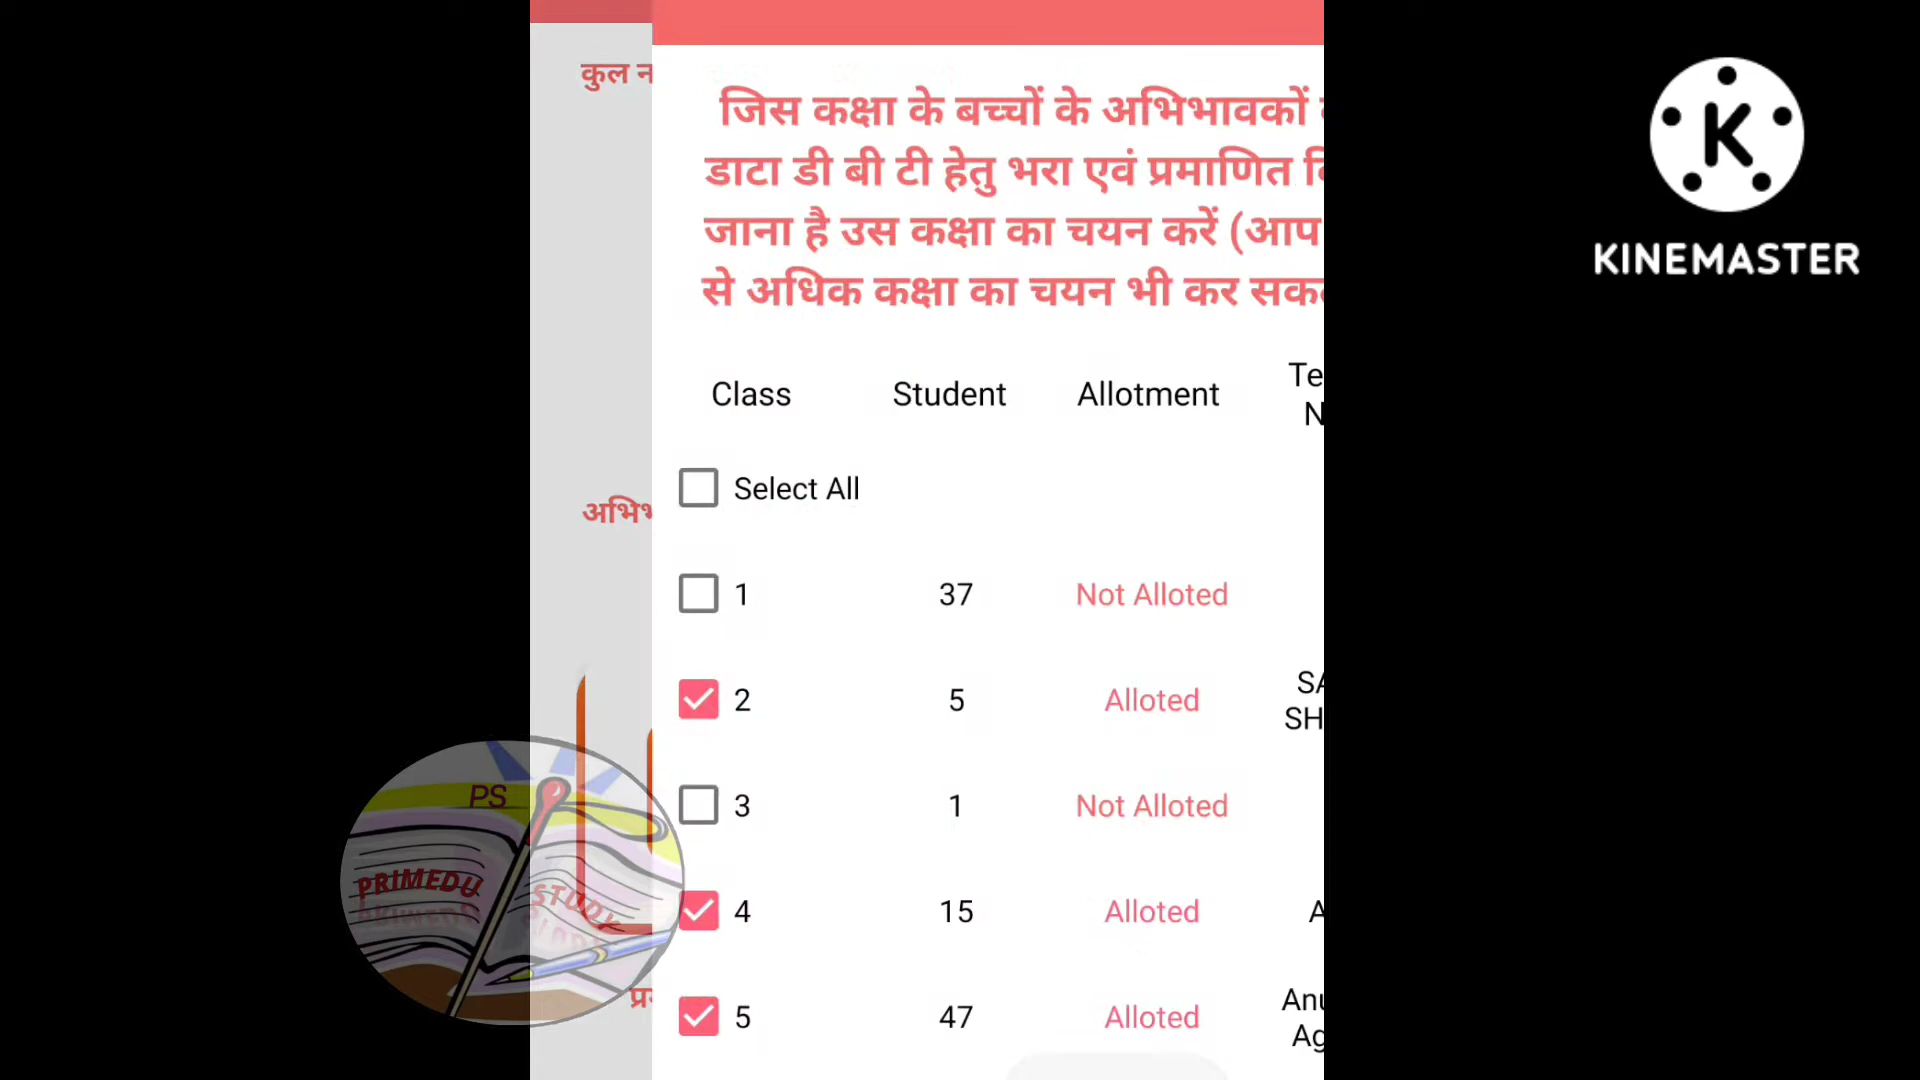 कुल
जिस कक्षा के बच्चों के अभिभावकों
डाटा डी बी टी हेतु भरा एवं प्रमाणित
जाना है उस कक्षा का चयन करें (आप
से अधिक कक्षा का चयन भी कर
Class Student Allotment
Select All
1 37 Not Alloted
2 5 Alloted
3 1 Not Alloted
4 15 Alloted
5 47 Alloted
PS
PRIMEDU STUDY
K
KINEMASTER